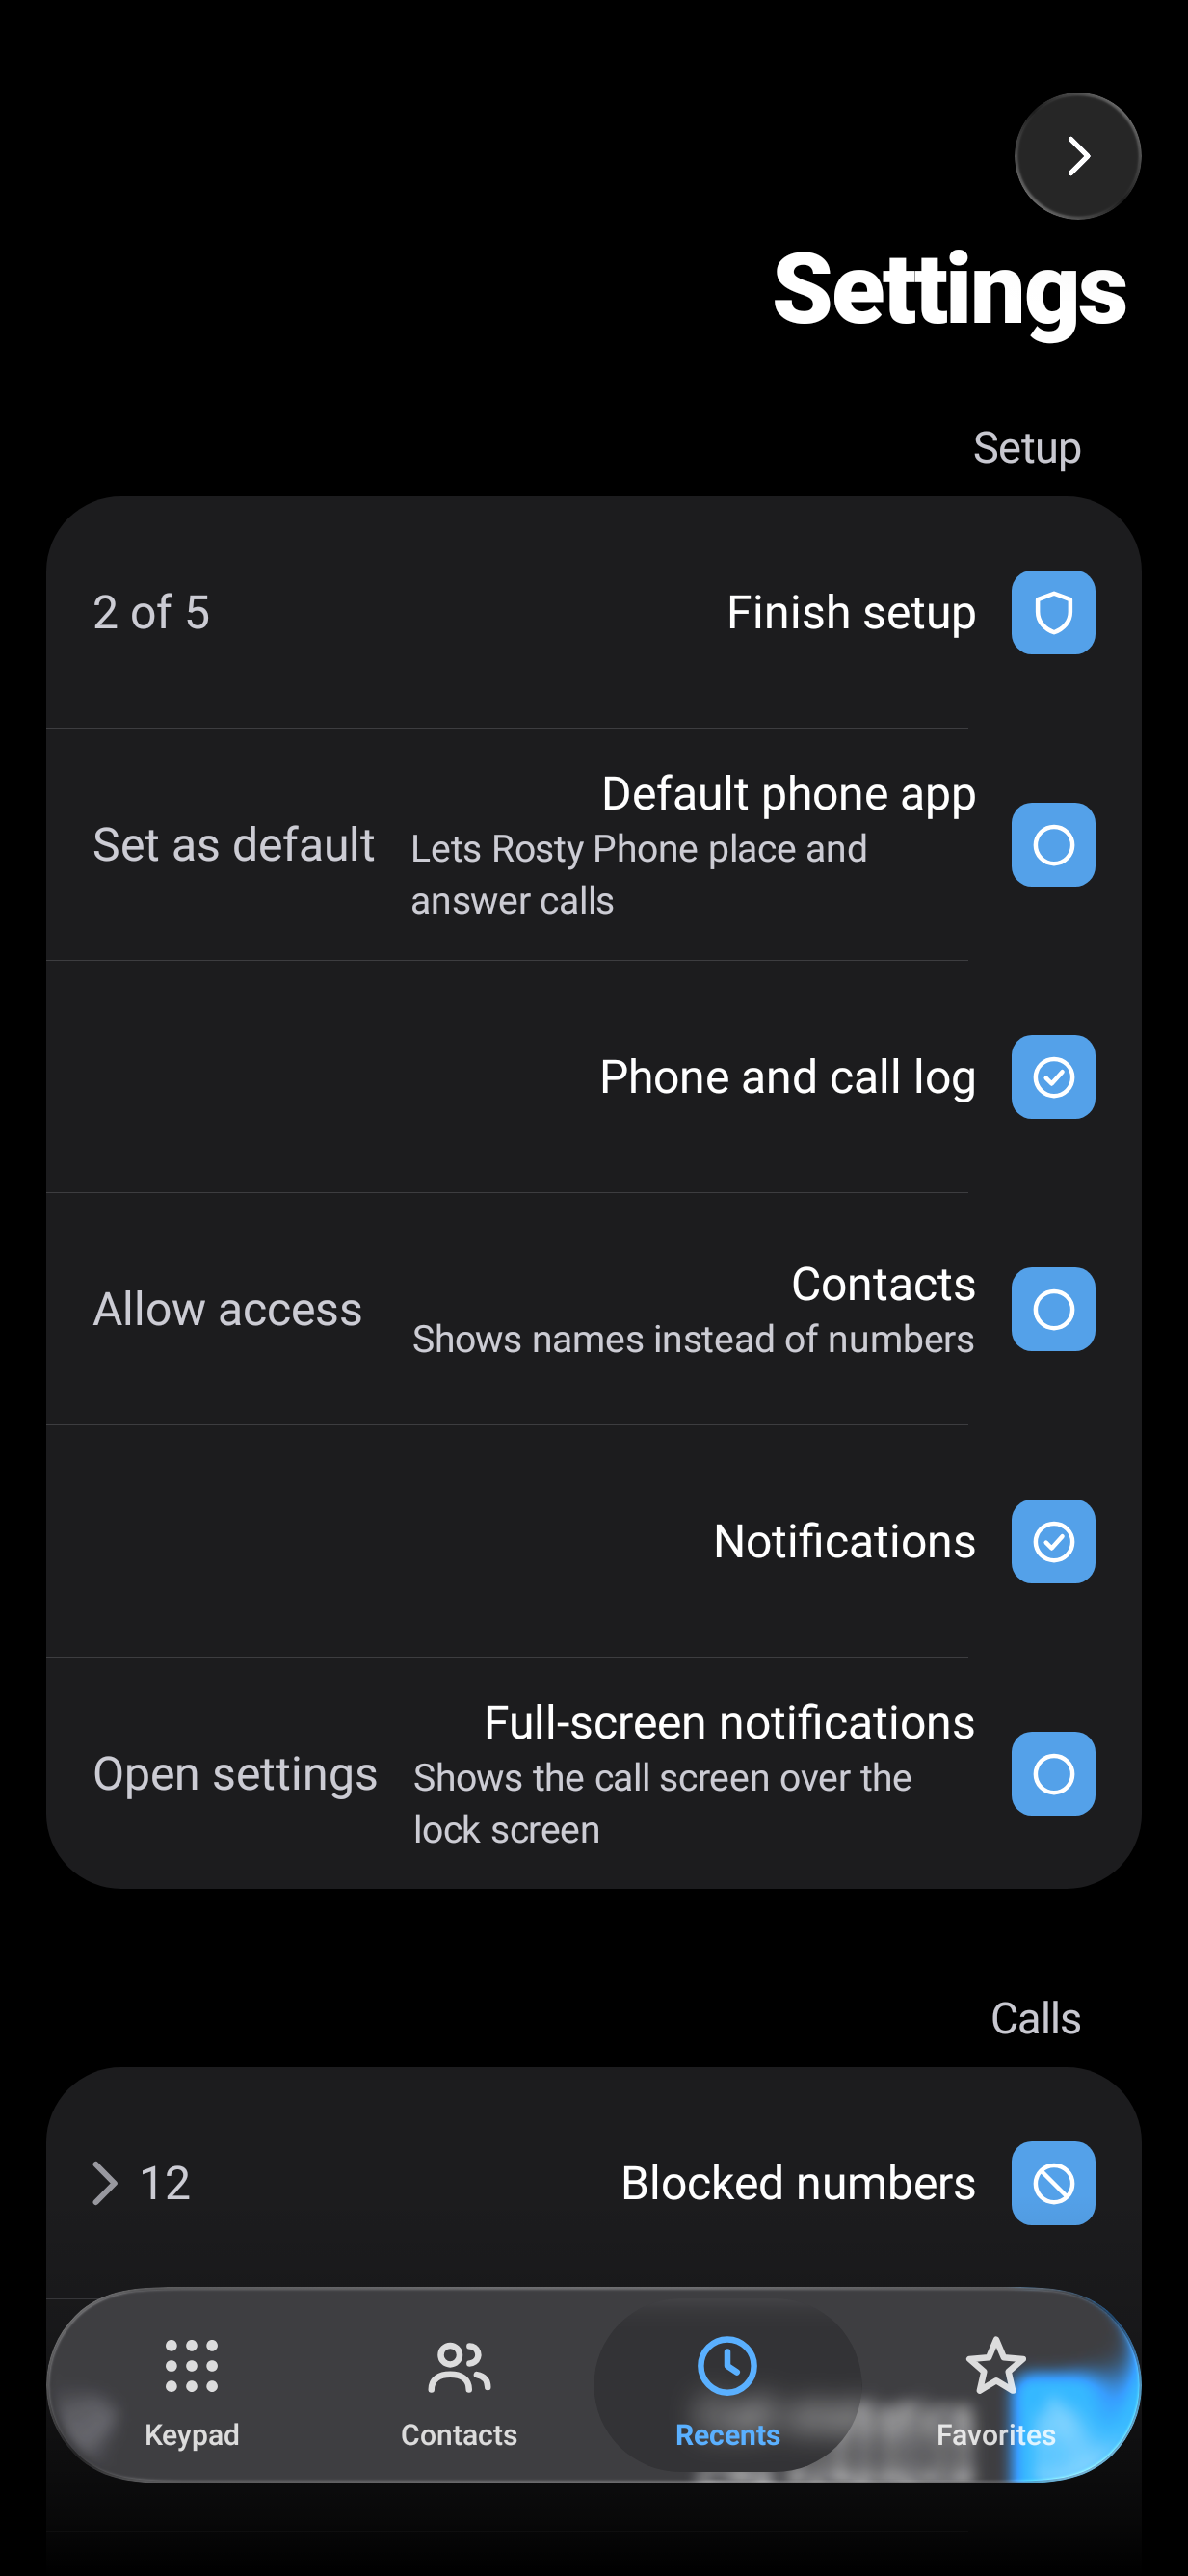 Settings
Setup
Finish setup
2 of 5
Default phone app
Lets Rosty Phone place and
answer calls
Set as default
Phone and call log
Contacts
Shows names instead of numbers
Allow access
Notifications
Full-screen notifications
Shows the call screen over the
lock screen
Open settings
Calls
Blocked numbers
12
Keypad
Contacts
Recents
Favorites